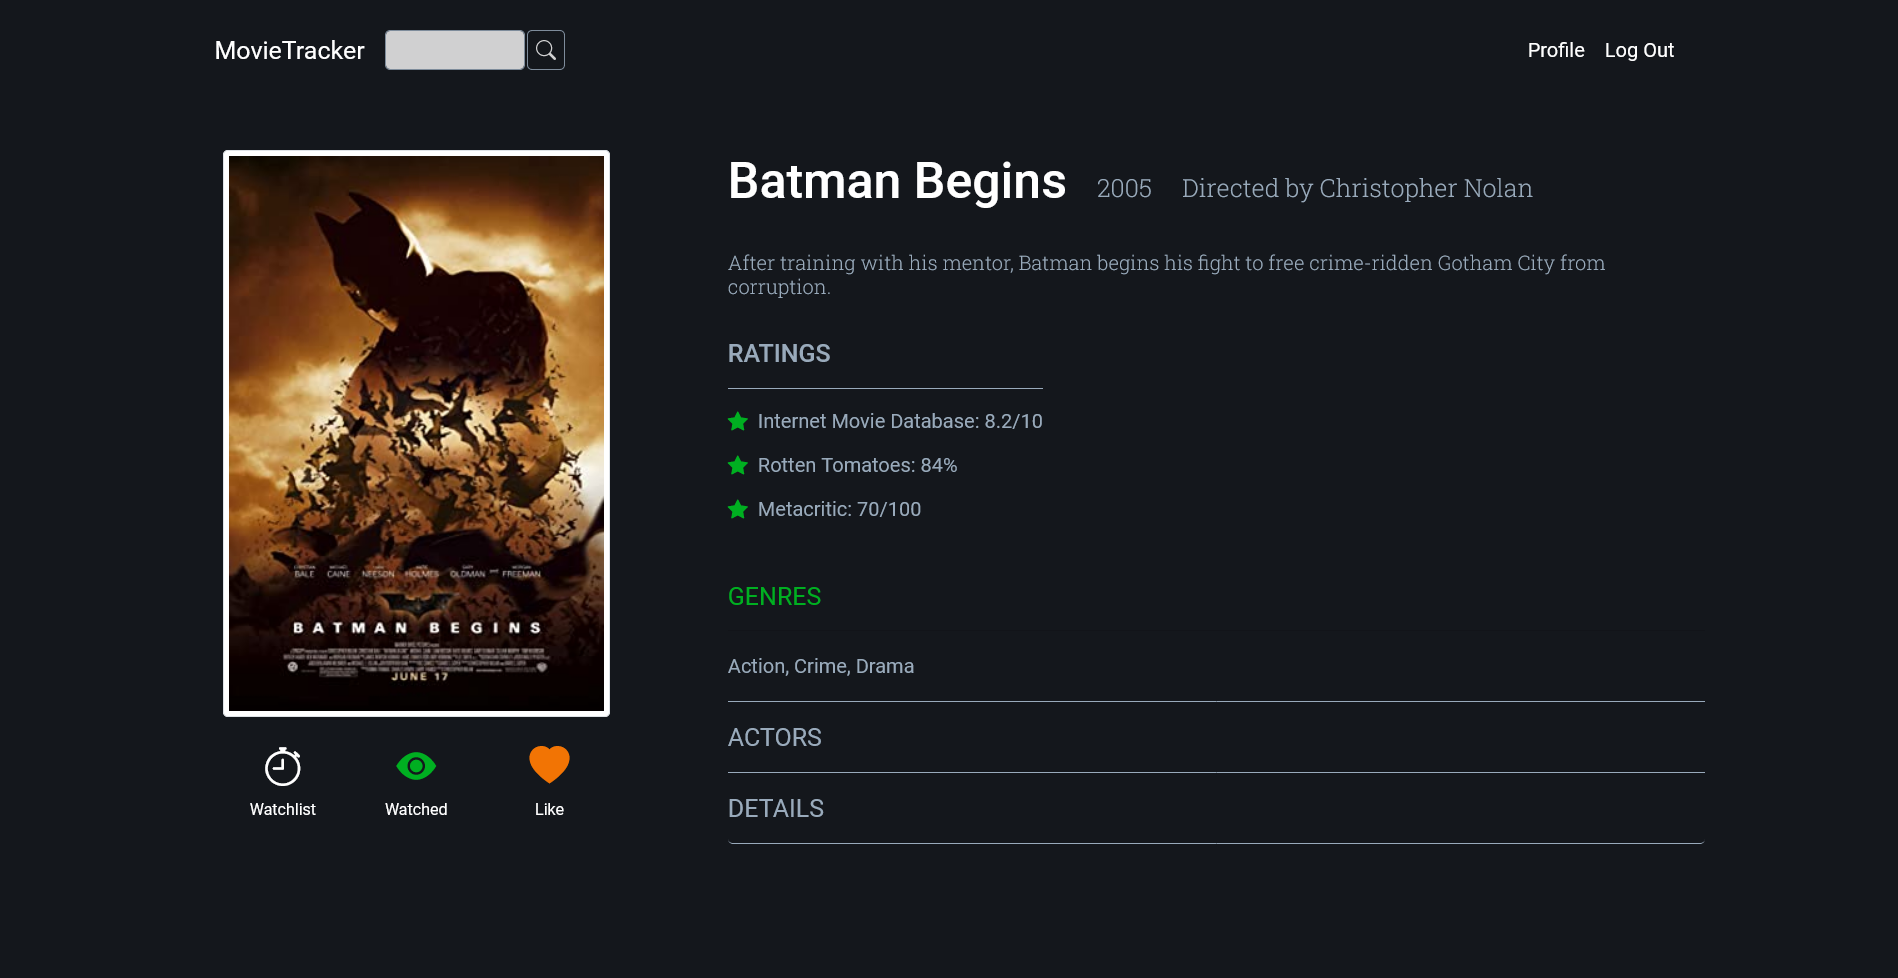 MovieTracker
Profile Log Out
Batman Begins 2005 Directed by Christopher Nolan
After training with his mentor, Batman begins his fight to free crime-ridden Gotham City from
corruption.
RATINGS
Internet Movie Database: 8.2/10
Rotten Tomatoes: 84%
Metacritic: 70/100
GENRES
Action, Crime, Drama
ACTORS
DETAILS
BALE CAINE NEESON HOLMES OLDMAN and FREEMAN
BATMAN BEGINS
JUNE 17
Watchlist Watched Like